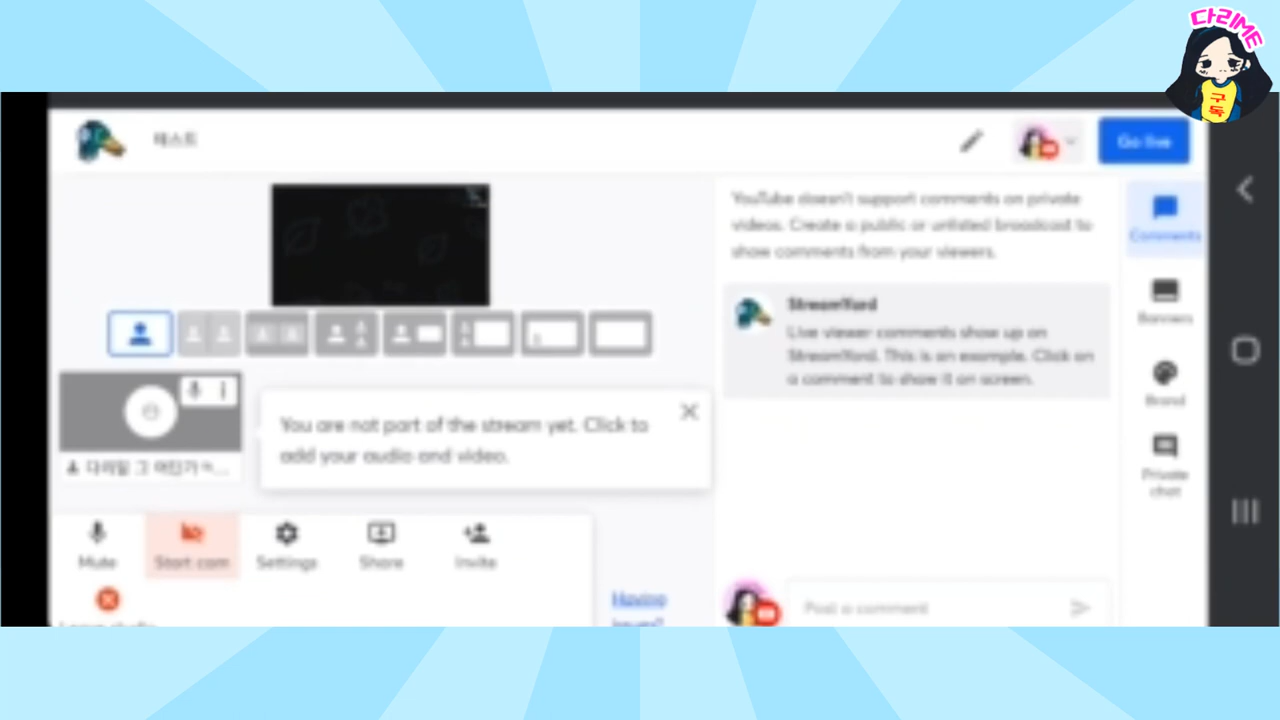 다리ME
구독
테스트
Go live
YouTube doesn't support comments on private
videos. Create a public or unlisted broadcast to
show comments from your viewers.
Comments
StreamYard
Live viewer comments show up on
StreamYard. This is an example. Click on
a comment to show it on screen.
Banners
Brand
Private
chat
You are not part of the stream yet. Click to
add your audio and video.
Mute
Start cam
Settings
Share
Invite
Leave studio
Having
issues?
Post a comment